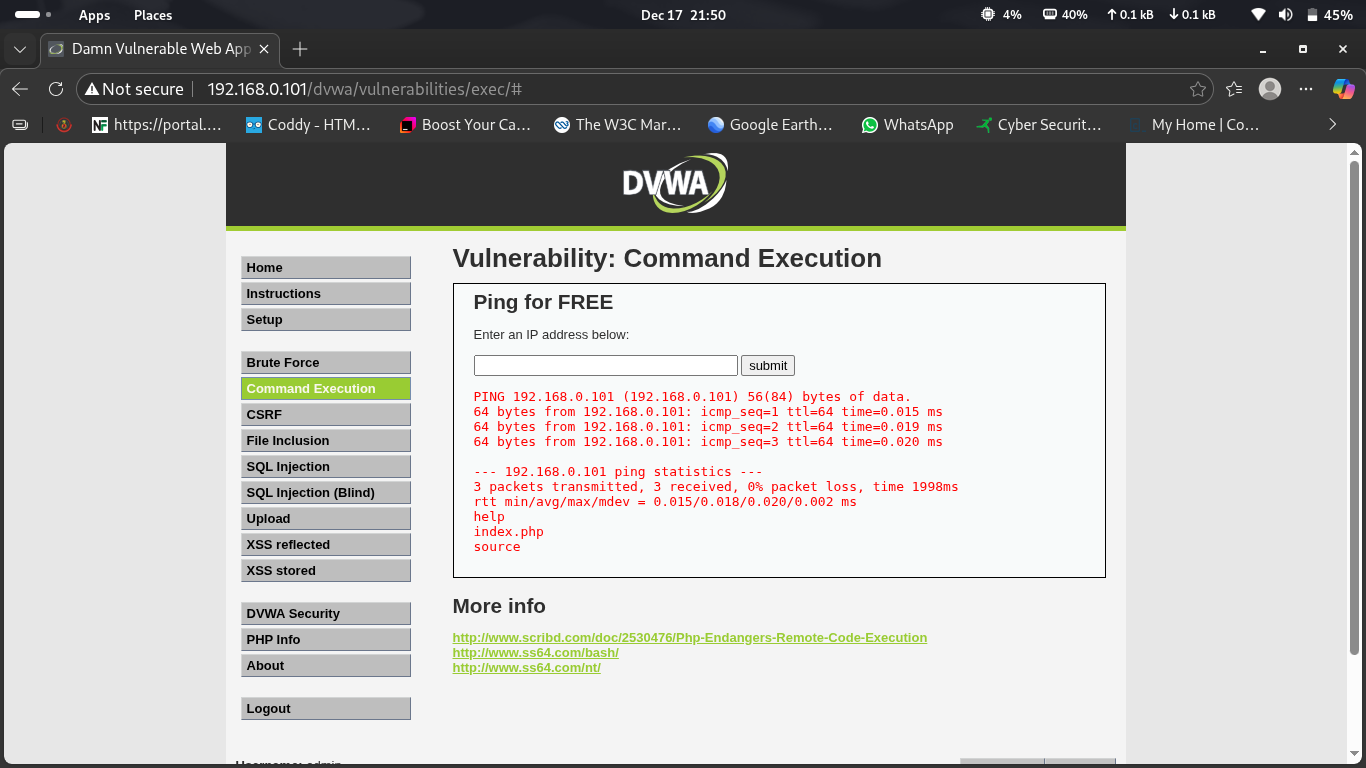 Apps Places Dec 17 21:50 4% 40% 0.1 kB 0.1 kB 45%
Damn Vulnerable Web App
Not secure 192.168.0.101/dvwa/vulnerabilities/exec/#
https://portal.… Coddy - HTM… Boost Your Ca… The W3C Mar… Google Earth… WhatsApp Cyber Securit… My Home | Co…
DVWA
Home
Instructions
Setup
Brute Force
Command Execution
CSRF
File Inclusion
SQL Injection
SQL Injection (Blind)
Upload
XSS reflected
XSS stored
DVWA Security
PHP Info
About
Logout
Vulnerability: Command Execution
Ping for FREE
Enter an IP address below:
submit
PING 192.168.0.101 (192.168.0.101) 56(84) bytes of data.
64 bytes from 192.168.0.101: icmp_seq=1 ttl=64 time=0.015 ms
64 bytes from 192.168.0.101: icmp_seq=2 ttl=64 time=0.019 ms
64 bytes from 192.168.0.101: icmp_seq=3 ttl=64 time=0.020 ms
--- 192.168.0.101 ping statistics ---
3 packets transmitted, 3 received, 0% packet loss, time 1998ms
rtt min/avg/max/mdev = 0.015/0.018/0.020/0.002 ms
help
index.php
source
More info
http://www.scribd.com/doc/2530476/Php-Endangers-Remote-Code-Execution
http://www.ss64.com/bash/
http://www.ss64.com/nt/
Username: admin